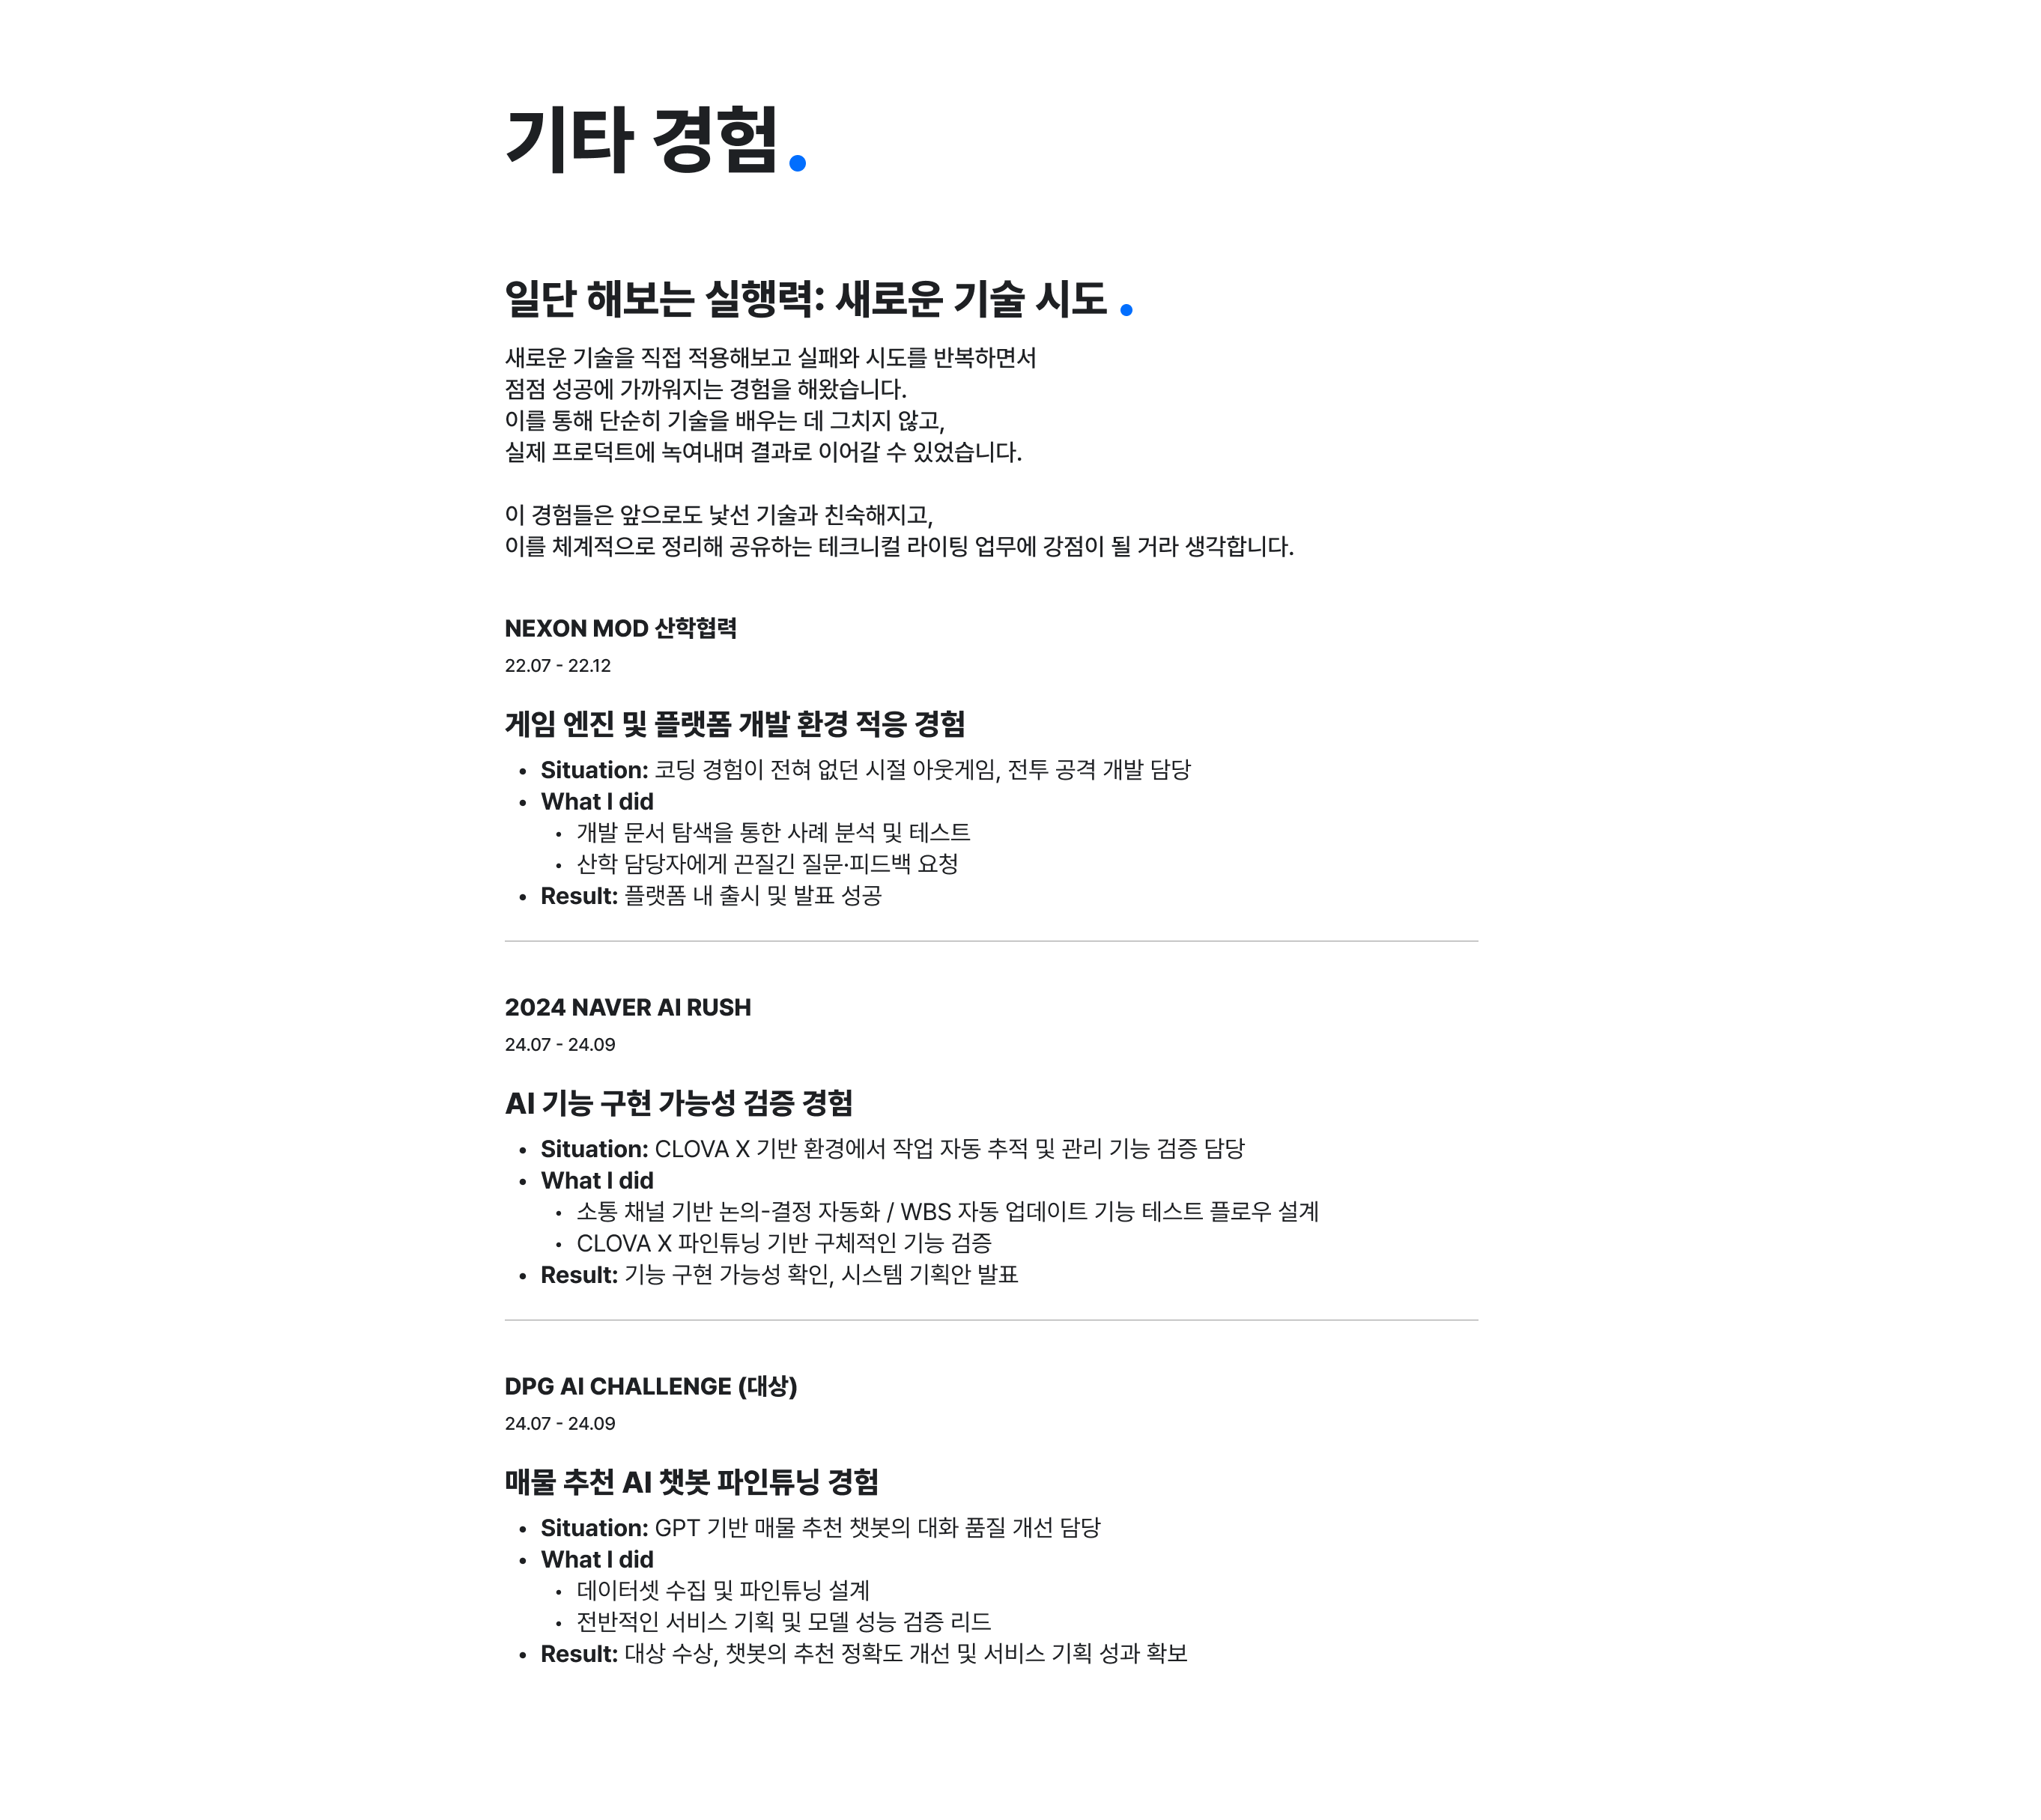 기타 경험.
일단 해보는 실행력: 새로운 기술 시도 .
새로운 기술을 직접 적용해보고 실패와 시도를 반복하면서
점점 성공에 가까워지는 경험을 해왔습니다.
이를 통해 단순히 기술을 배우는 데 그치지 않고,
실제 프로덕트에 녹여내며 결과로 이어갈 수 있었습니다.
이 경험들은 앞으로도 낯선 기술과 친숙해지고,
이를 체계적으로 정리해 공유하는 테크니컬 라이팅 업무에 강점이 될 거라 생각합니다.
NEXON MOD 산학협력
22.07 - 22.12
게임 엔진 및 플랫폼 개발 환경 적응 경험
• Situation: 코딩 경험이 전혀 없던 시절 아웃게임, 전투 공격 개발 담당
• What I did
• 개발 문서 탐색을 통한 사례 분석 및 테스트
• 산학 담당자에게 끈질긴 질문·피드백 요청
• Result: 플랫폼 내 출시 및 발표 성공
2024 NAVER AI RUSH
24.07 - 24.09
AI 기능 구현 가능성 검증 경험
• Situation: CLOVA X 기반 환경에서 작업 자동 추적 및 관리 기능 검증 담당
• What I did
• 소통 채널 기반 논의-결정 자동화 / WBS 자동 업데이트 기능 테스트 플로우 설계
• CLOVA X 파인튜닝 기반 구체적인 기능 검증
• Result: 기능 구현 가능성 확인, 시스템 기획안 발표
DPG AI CHALLENGE (대상)
24.07 - 24.09
매물 추천 AI 챗봇 파인튜닝 경험
• Situation: GPT 기반 매물 추천 챗봇의 대화 품질 개선 담당
• What I did
• 데이터셋 수집 및 파인튜닝 설계
• 전반적인 서비스 기획 및 모델 성능 검증 리드
• Result: 대상 수상, 챗봇의 추천 정확도 개선 및 서비스 기획 성과 확보